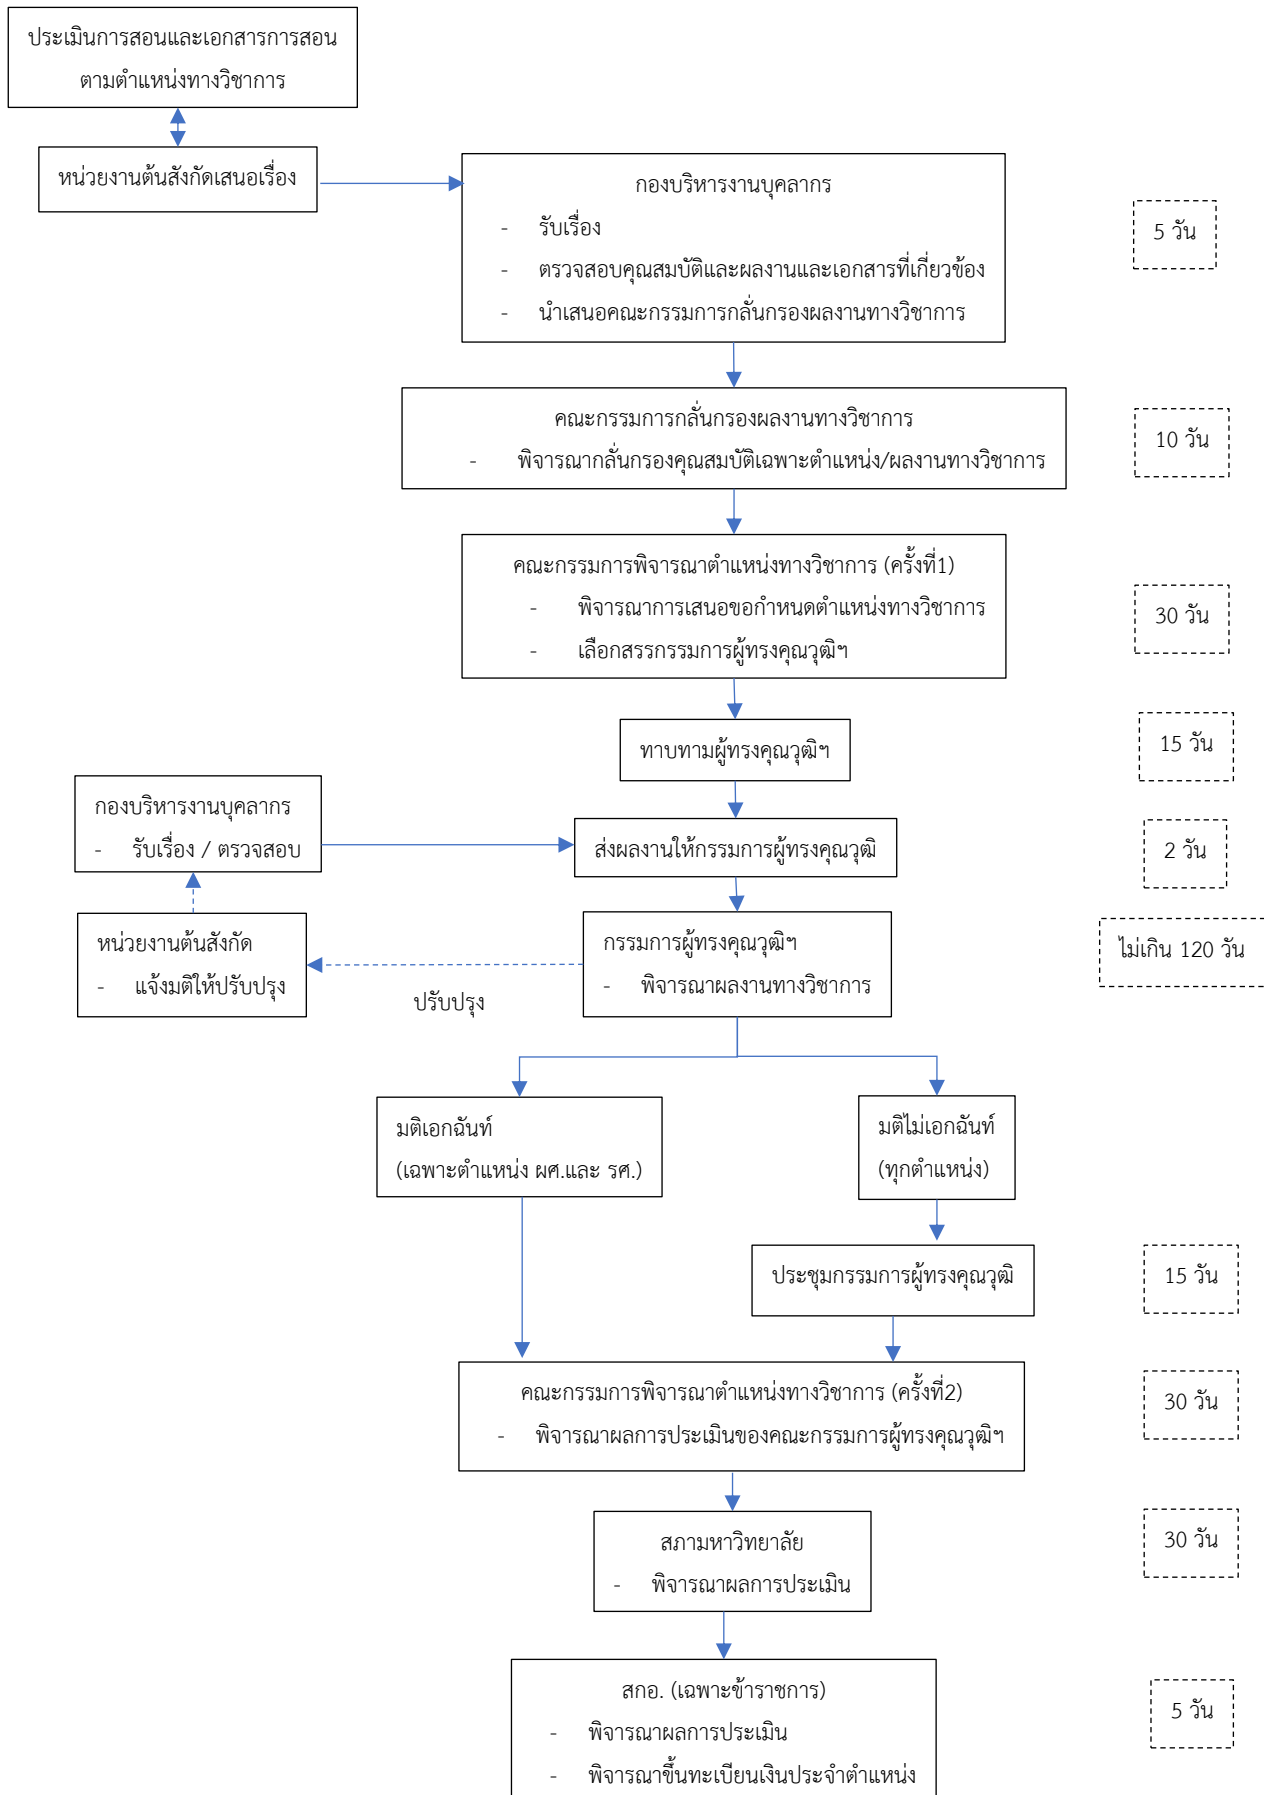 ประเมินการสอนและเอกสารการสอน
ตามตำแหน่งทางวิชาการ
หน่วยงานต้นสังกัดเสนอเรื่อง
กองบริหารงานบุคลากร
- รับเรื่อง
- ตรวจสอบคุณสมบัติและผลงานและเอกสารที่เกี่ยวข้อง
- นำเสนอคณะกรรมการกลั่นกรองผลงานทางวิชาการ
5 วัน
คณะกรรมการกลั่นกรองผลงานทางวิชาการ
- พิจารณากลั่นกรองคุณสมบัติเฉพาะตำแหน่ง/ผลงานทางวิชาการ
10 วัน
คณะกรรมการพิจารณาตำแหน่งทางวิชาการ (ครั้งที่1)
- พิจารณาการเสนอขอกำหนดตำแหน่งทางวิชาการ
- เลือกสรรกรรมการผู้ทรงคุณวุฒิฯ
30 วัน
ทาบทามผู้ทรงคุณวุฒิฯ
15 วัน
กองบริหารงานบุคลากร
- รับเรื่อง / ตรวจสอบ
ส่งผลงานให้กรรมการผู้ทรงคุณวุฒิ
2 วัน
หน่วยงานต้นสังกัด
- แจ้งมติให้ปรับปรุง
ปรับปรุง
กรรมการผู้ทรงคุณวุฒิฯ
- พิจารณาผลงานทางวิชาการ
ไม่เกิน 120 วัน
มติเอกฉันท์
(เฉพาะตำแหน่ง ผศ.และ รศ.)
มติไม่เอกฉันท์
(ทุกตำแหน่ง)
ประชุมกรรมการผู้ทรงคุณวุฒิ
15 วัน
คณะกรรมการพิจารณาตำแหน่งทางวิชาการ (ครั้งที่2)
- พิจารณาผลการประเมินของคณะกรรมการผู้ทรงคุณวุฒิฯ
30 วัน
สภามหาวิทยาลัย
- พิจารณาผลการประเมิน
30 วัน
สกอ. (เฉพาะข้าราชการ)
- พิจารณาผลการประเมิน
- พิจารณาขึ้นทะเบียนเงินประจำตำแหน่ง
5 วัน